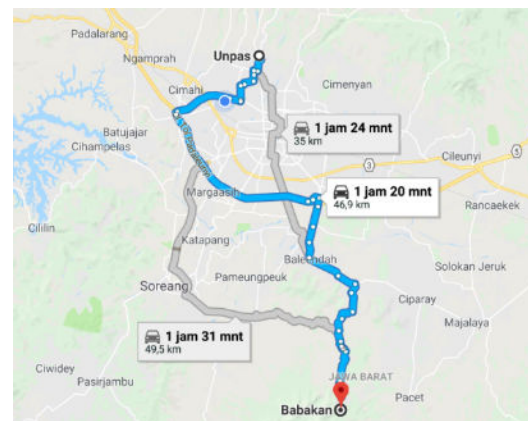 Padalarang
Unpas
Ngamprah
Cimahi
Cimenyan
Batujajar
1 jam 24 mnt
35 km
Cihampelas
3
Cileunyi
5
1 jam 20 mnt
46,9 km
Margaasih
Rancaekek
Cililin
Katapang
Baleendah
Solokan Jeruk
Pameungpeuk
Soreang
Ciparay
Majalaya
1 jam 31 mnt
49,5 km
Ciwidey
JAWA BARAT
Pasirjambu
Pacet
Babakan